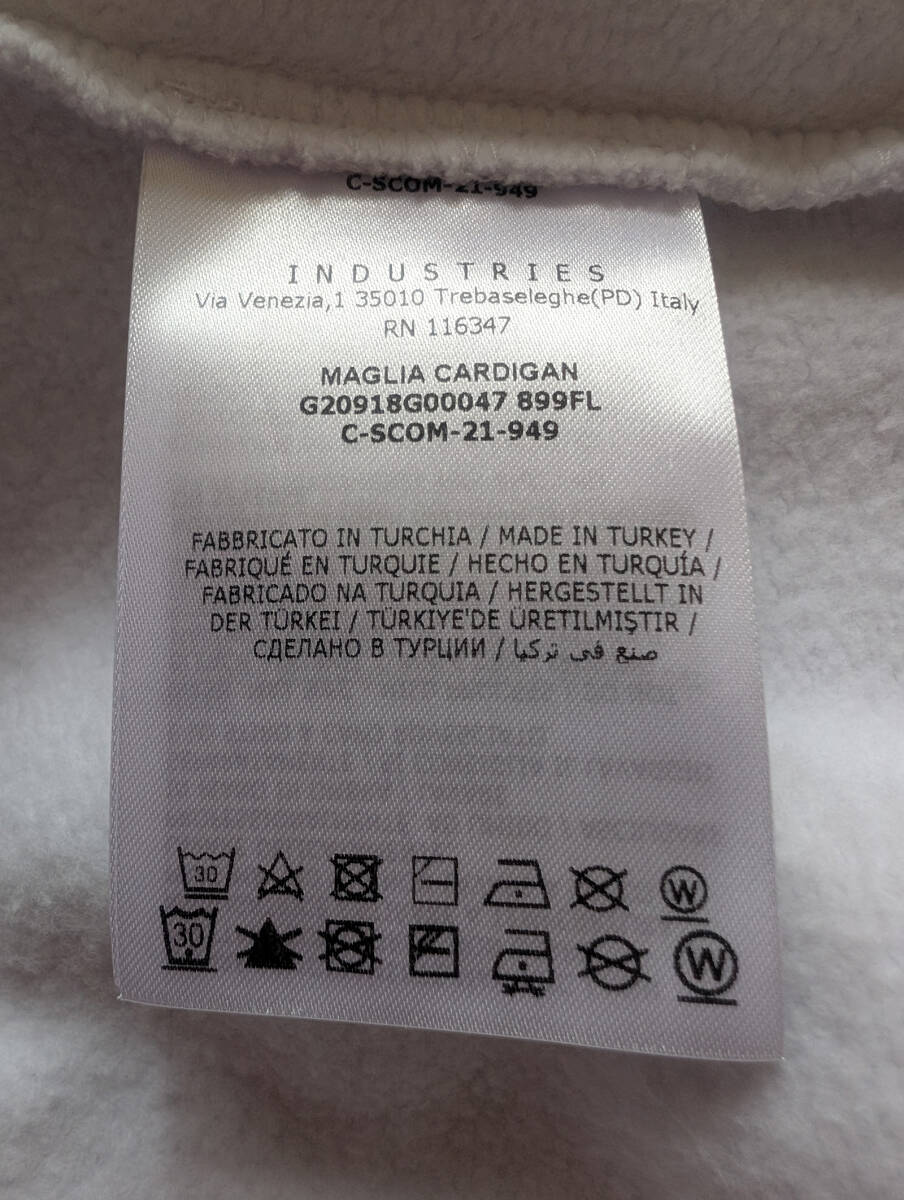 C-SCOM-21-949
INDUSTRIES
Via Venezia,1 35010 Trebaseleghe(PD) Italy
RN 116347
MAGLIA CARDIGAN
G20918G00047 899FL
C-SCOM-21-949
FABBRICATO IN TURCHIA / MADE IN TURKEY /
FABRIQUÉ EN TURQUIE / HECHO EN TURQUÍA /
FABRICADO NA TURQUIA / HERGESTELLT IN
DER TÜRKEI / TÜRKIYE'DE ÜRETILMIŞTIR /
СДЕЛАНО В ТУРЦИИ / صنع في تركيا
30 W
30 W